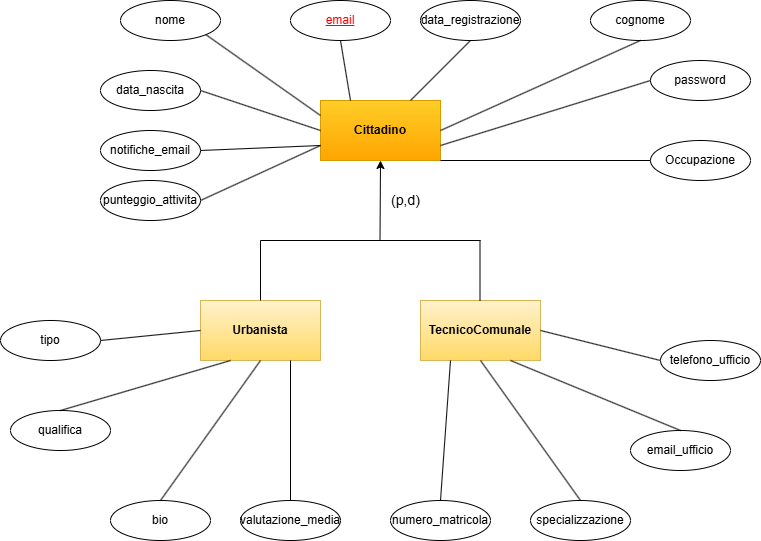 nome
email
data_registrazione
cognome
data_nascita
password
Cittadino
notifiche_email
Occupazione
punteggio_attivita
(p,d)
Urbanista
TecnicoComunale
tipo
telefono_ufficio
qualifica
email_ufficio
bio
valutazione_media
numero_matricola
specializzazione